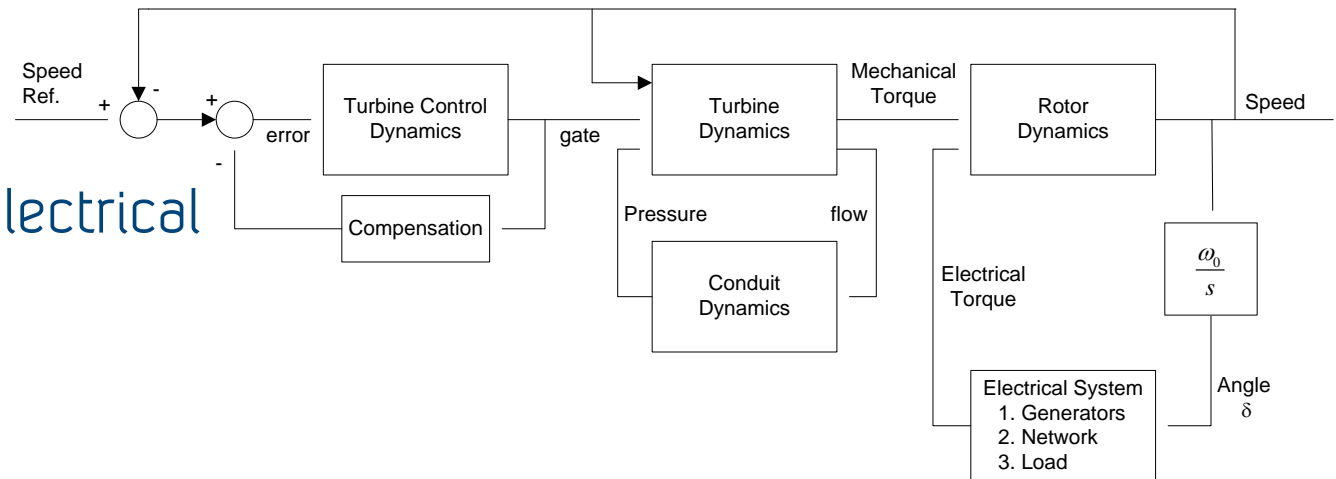 Speed
Ref.
+
-
+
-
error
Turbine Control
Dynamics
gate
Compensation
Turbine
Dynamics
Mechanical
Torque
Rotor
Dynamics
Speed
lectrical
Pressure
flow
Conduit
Dynamics
Electrical
Torque
ω₀
s
Electrical System
1. Generators
2. Network
3. Load
Angle
δ